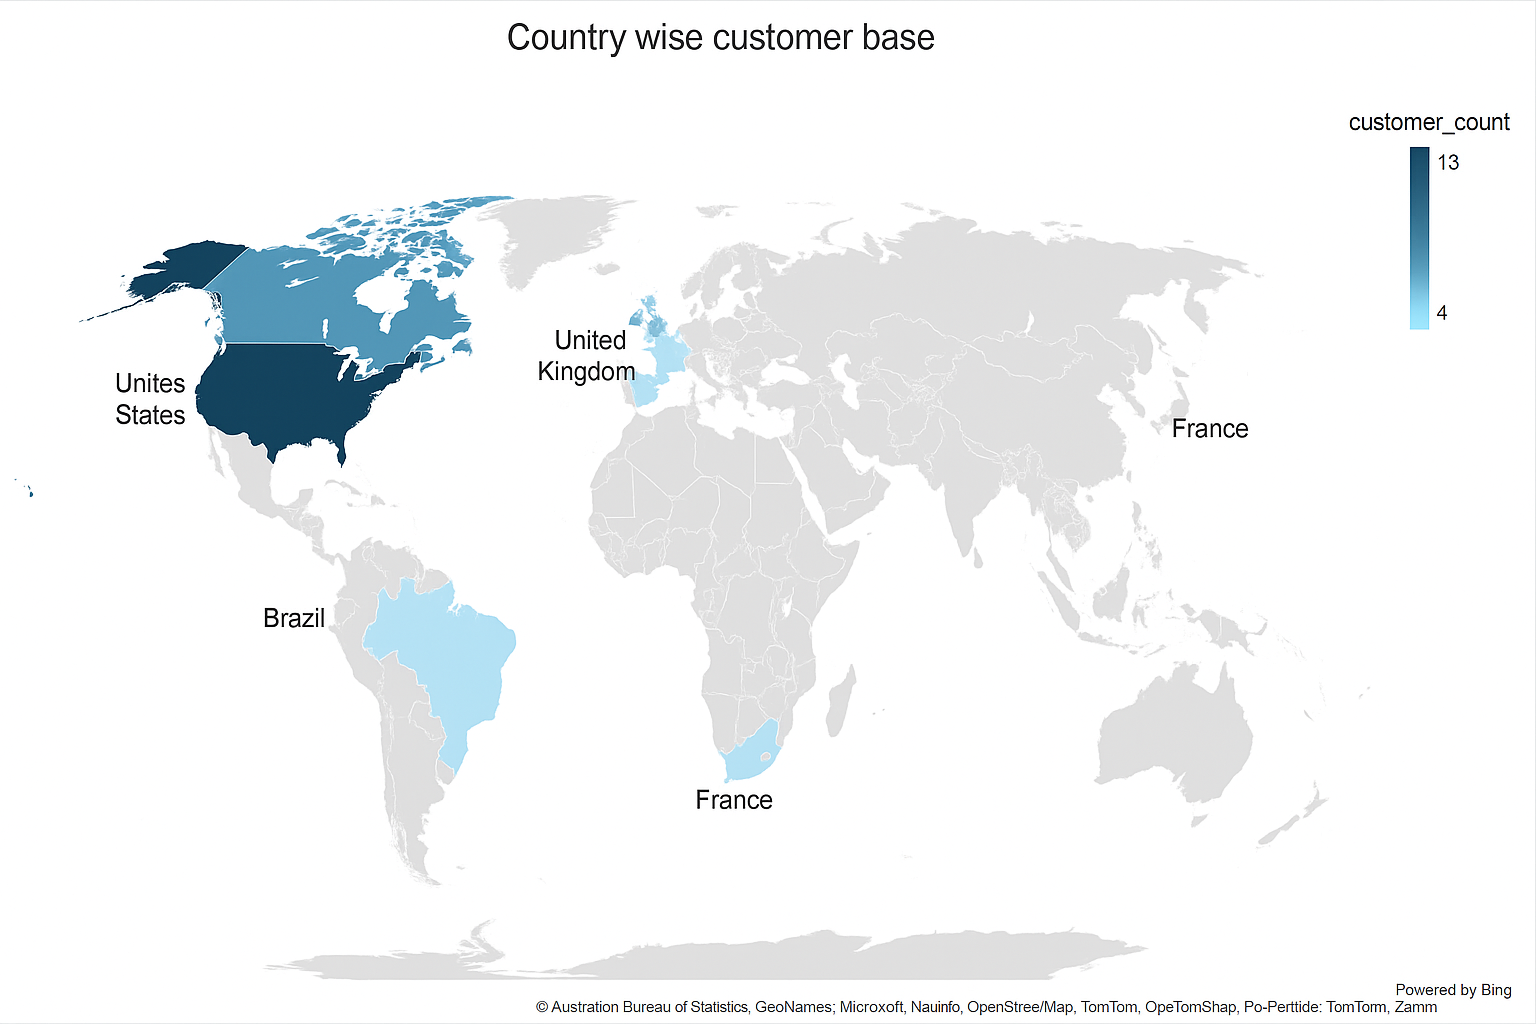 Country wise customer base
customer_count
13
4
United
Kingdom
Unites
States
France
Brazil
France
Powered by Bing
© Australian Bureau of Statistics, GeoNames; Microxoft, Nauinfo, OpenStree/Map, TomTom, OpeTomShap, Po-Perttide: TomTorm, Zamm